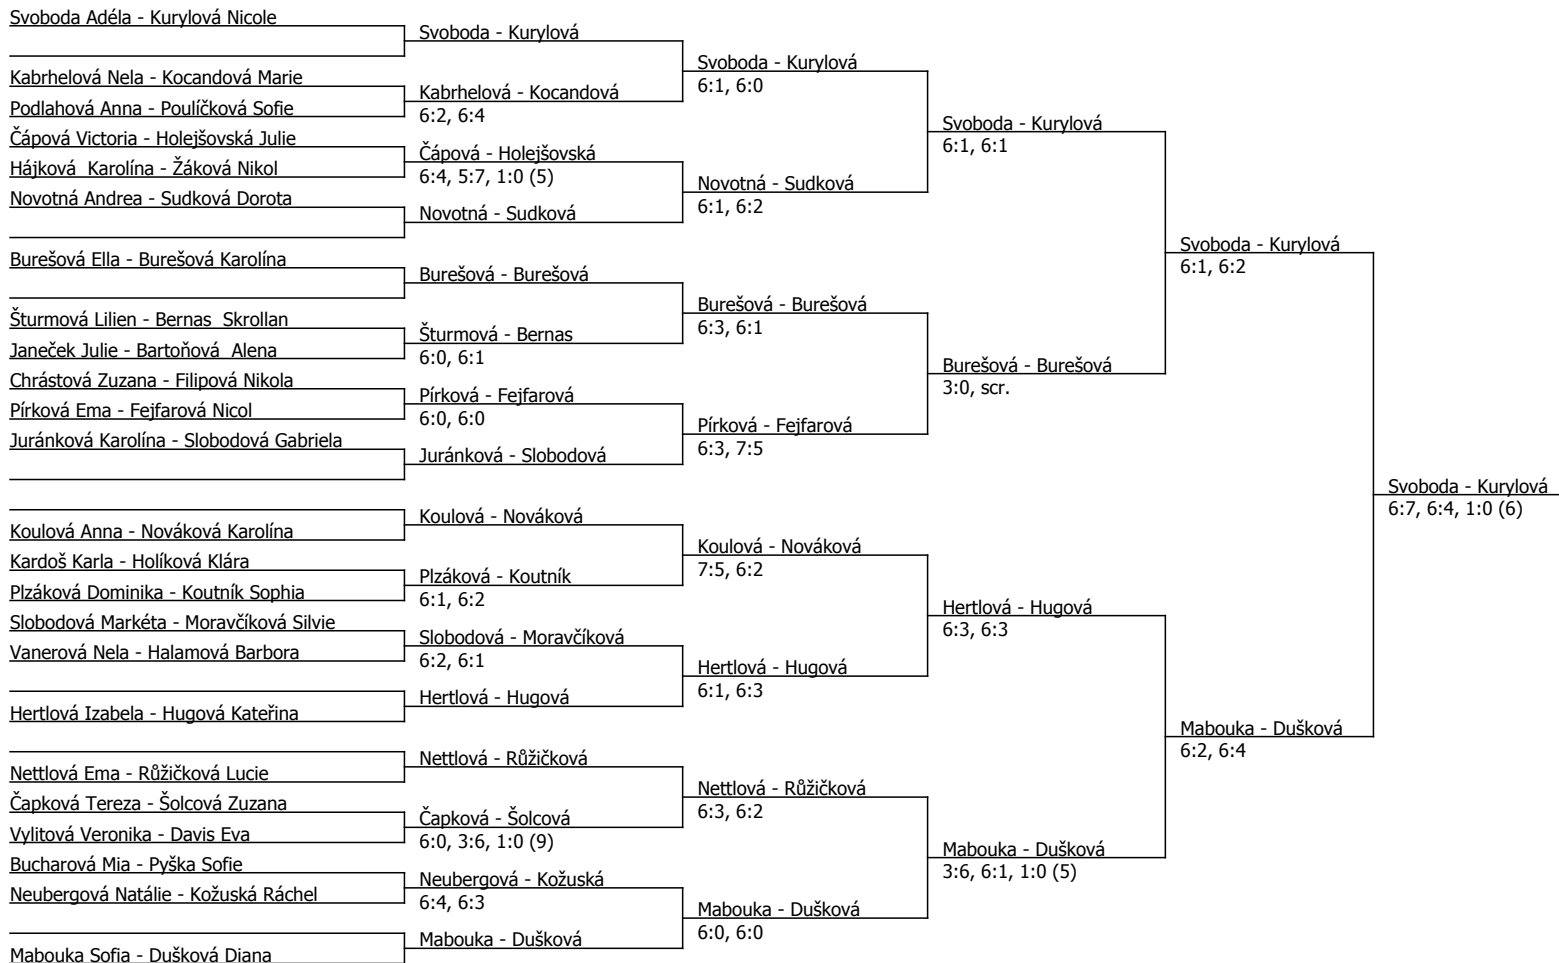 Svoboda Adéla - Kurylová Nicole
Kabrhelová Nela - Kocandová Marie
Podlahová Anna - Poulíčková Sofie
Čápová Victoria - Holejšovská Julie
Hájková  Karolína - Žáková Nikol
Novotná Andrea - Sudková Dorota
Burešová Ella - Burešová Karolína
Šturmová Lilien - Bernas  Skrollan
Janeček Julie - Bartoňová  Alena
Chrástová Zuzana - Filipová Nikola
Pírková Ema - Fejfarová Nicol
Juránková Karolína - Slobodová Gabriela
Koulová Anna - Nováková Karolína
Kardoš Karla - Holíková Klára
Plzáková Dominika - Koutník Sophia
Slobodová Markéta - Moravčíková Silvie
Vanerová Nela - Halamová Barbora
Hertlová Izabela - Hugová Kateřina
Nettlová Ema - Růžičková Lucie
Čapková Tereza - Šolcová Zuzana
Vylitová Veronika - Davis Eva
Bucharová Mia - Pyška Sofie
Neubergová Natálie - Kožuská Ráchel
Mabouka Sofia - Dušková Diana
Svoboda - Kurylová
Kabrhelová - Kocandová
6:2, 6:4
Čápová - Holejšovská
6:4, 5:7, 1:0 (5)
Novotná - Sudková
Burešová - Burešová
Šturmová - Bernas
6:0, 6:1
Pírková - Fejfarová
6:0, 6:0
Juránková - Slobodová
Koulová - Nováková
Plzáková - Koutník
6:1, 6:2
Slobodová - Moravčíková
6:2, 6:1
Hertlová - Hugová
Nettlová - Růžičková
Čapková - Šolcová
6:0, 3:6, 1:0 (9)
Neubergová - Kožuská
6:4, 6:3
Mabouka - Dušková
Svoboda - Kurylová
6:1, 6:0
Novotná - Sudková
6:1, 6:2
Burešová - Burešová
6:3, 6:1
Pírková - Fejfarová
6:3, 7:5
Koulová - Nováková
7:5, 6:2
Hertlová - Hugová
6:1, 6:3
Nettlová - Růžičková
6:3, 6:2
Mabouka - Dušková
6:0, 6:0
Svoboda - Kurylová
6:1, 6:1
Burešová - Burešová
3:0, scr.
Hertlová - Hugová
6:3, 6:3
Mabouka - Dušková
3:6, 6:1, 1:0 (5)
Svoboda - Kurylová
6:1, 6:2
Mabouka - Dušková
6:2, 6:4
Svoboda - Kurylová
6:7, 6:4, 1:0 (6)